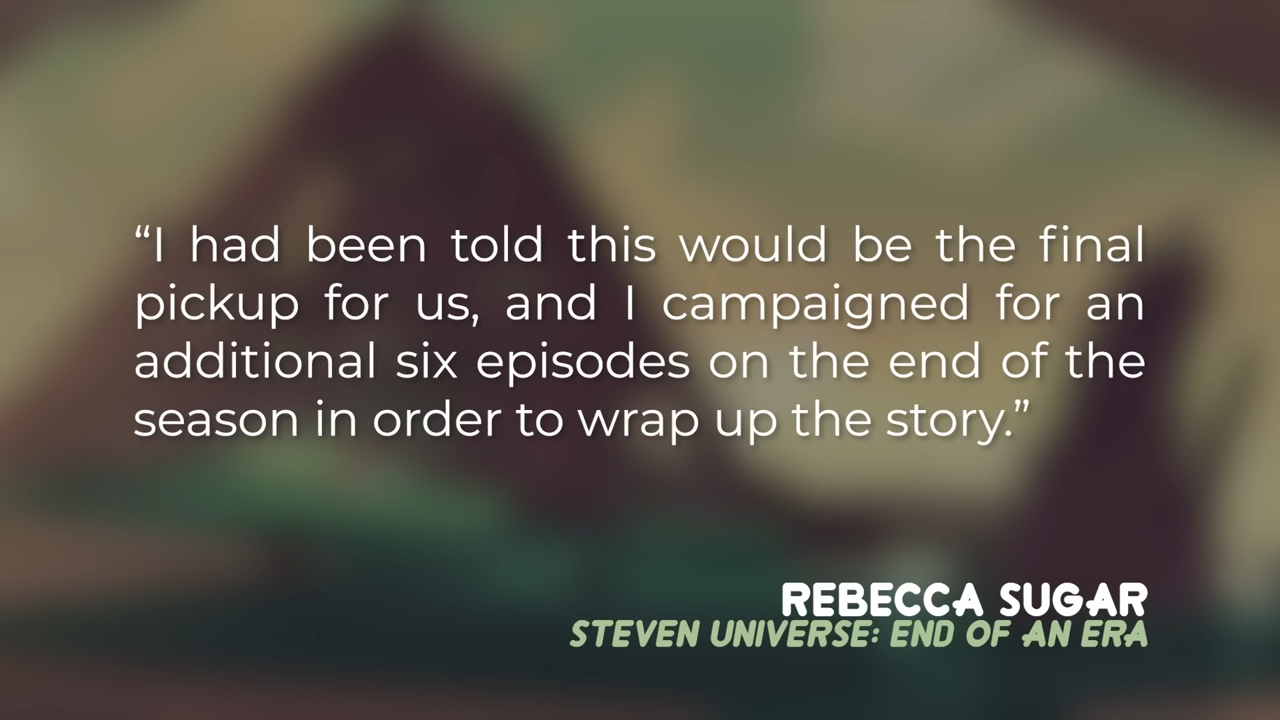 “I had been told this would be the final
pickup for us, and I campaigned for an
additional six episodes on the end of the
season in order to wrap up the story.”
REBECCA SUGAR
STEVEN UNIVERSE: END OF AN ERA